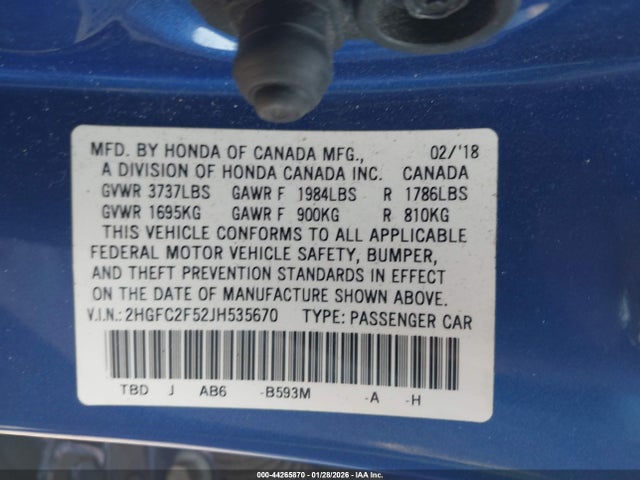 MFD. BY HONDA OF CANADA MFG., 02/'18
A DIVISION OF HONDA CANADA INC. CANADA
GVWR 3737LBS GAWR F 1984LBS R 1786LBS
GVWR 1695KG GAWR F 900KG R 810KG
THIS VEHICLE CONFORMS TO ALL APPLICABLE
FEDERAL MOTOR VEHICLE SAFETY, BUMPER,
AND THEFT PREVENTION STANDARDS IN EFFECT
ON THE DATE OF MANUFACTURE SHOWN ABOVE.
V.I.N.: 2HGFC2F52JH535670 TYPE: PASSENGER CAR
TBD J AB6 -B593M -A -H
000-44265870 - 01/28/2026 - IAA Inc.